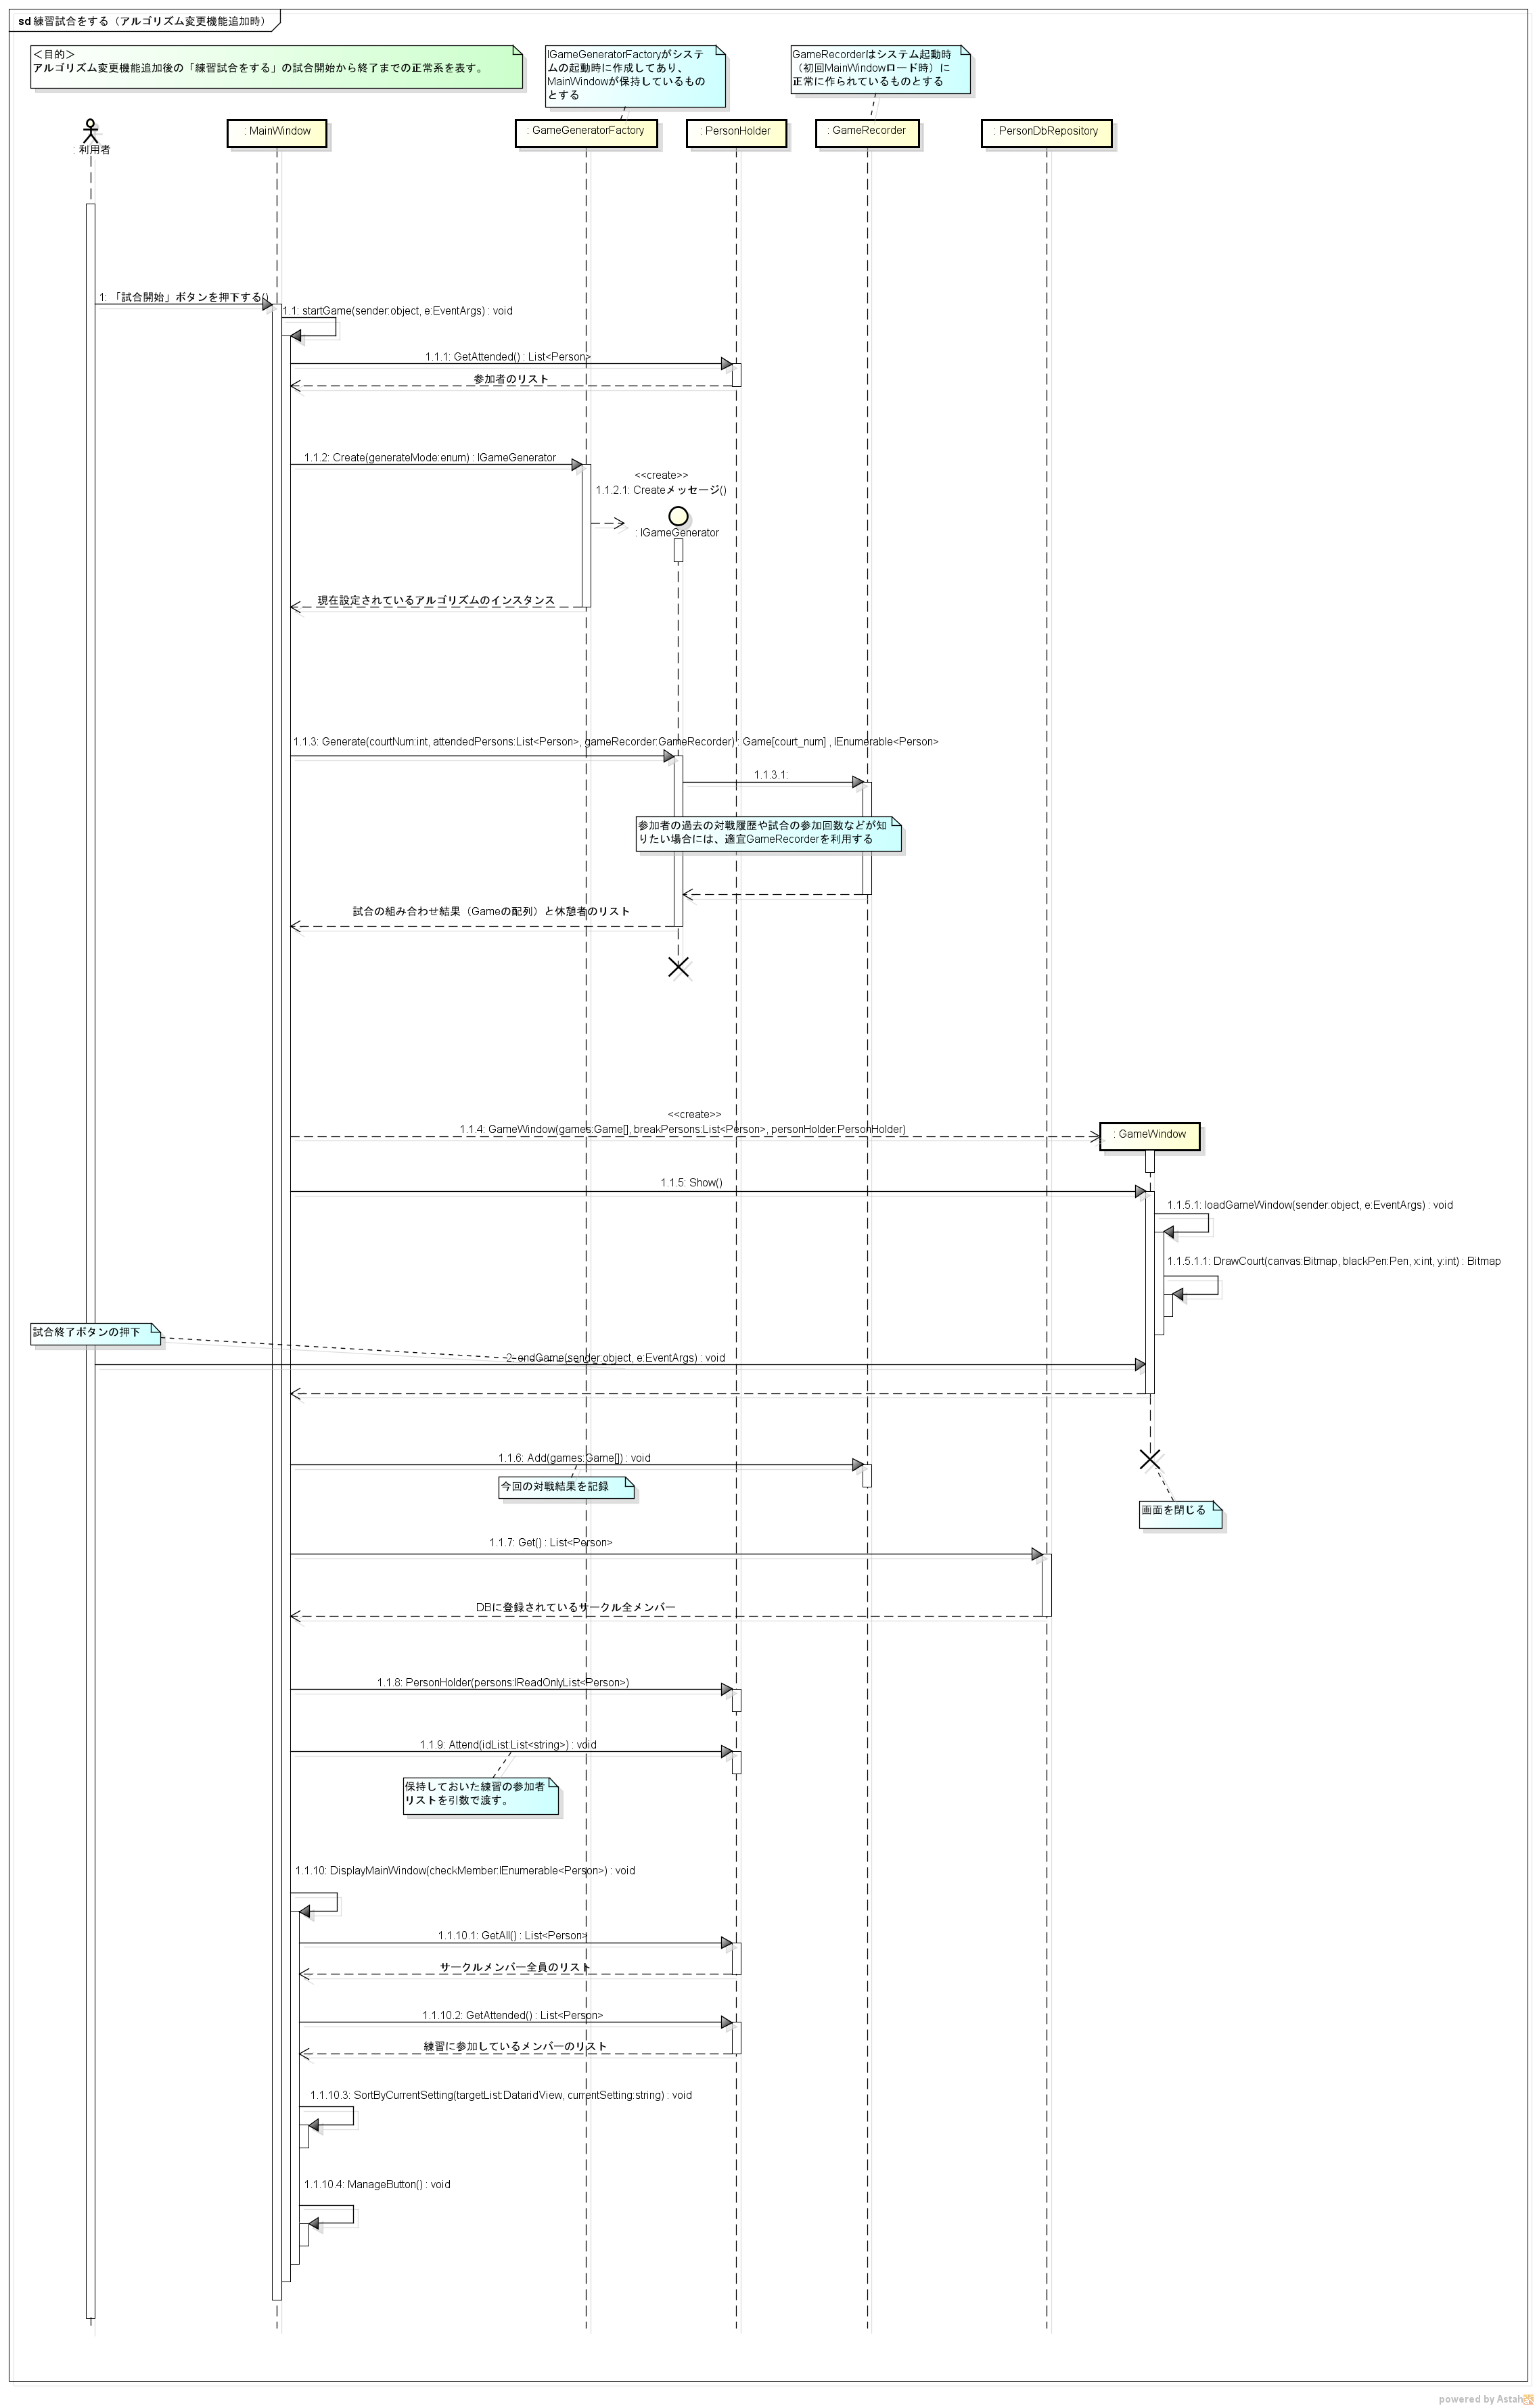 sd 練習試合をする（アルゴリズム変更機能追加時）
＜目的＞
アルゴリズム変更機能追加後の「練習試合をする」の試合開始から終了までの正常系を表す。
IGameGeneratorFactoryがシステ
ムの起動時に作成してあり、
MainWindowが保持しているもの
とする
GameRecorderはシステム起動時
（初回MainWindowロード時）に
正常に作られているものとする
: 利用者
: MainWindow
: GameGeneratorFactory
: PersonHolder
: GameRecorder
: PersonDbRepository
1: 「試合開始」ボタンを押下する()
1.1: startGame(sender:object, e:EventArgs) : void
1.1.1: GetAttended() : List<Person>
参加者のリスト
1.1.2: Create(generateMode:enum) : IGameGenerator
<<create>>
1.1.2.1: Createメッセージ()
: IGameGenerator
現在設定されているアルゴリズムのインスタンス
1.1.3: Generate(courtNum:int, attendedPersons:List<Person>, gameRecorder:GameRecorder) : Game[court_num] , IEnumerable<Person>
1.1.3.1:
参加者の過去の対戦履歴や試合の参加回数などが知
りたい場合には、適宜GameRecorderを利用する
試合の組み合わせ結果（Gameの配列）と休憩者のリスト
<<create>>
1.1.4: GameWindow(games:Game[], breakPersons:List<Person>, personHolder:PersonHolder)
: GameWindow
1.1.5: Show()
1.1.5.1: loadGameWindow(sender:object, e:EventArgs) : void
1.1.5.1.1: DrawCourt(canvas:Bitmap, blackPen:Pen, x:int, y:int) : Bitmap
試合終了ボタンの押下
2: endGame(sender:object, e:EventArgs) : void
1.1.6: Add(games:Game[]) : void
今回の対戦結果を記録
画面を閉じる
1.1.7: Get() : List<Person>
DBに登録されているサークル全メンバー
1.1.8: PersonHolder(persons:IReadOnlyList<Person>)
1.1.9: Attend(idList:List<string>) : void
保持しておいた練習の参加者
リストを引数で渡す。
1.1.10: DisplayMainWindow(checkMember:IEnumerable<Person>) : void
1.1.10.1: GetAll() : List<Person>
サークルメンバー全員のリスト
1.1.10.2: GetAttended() : List<Person>
練習に参加しているメンバーのリスト
1.1.10.3: SortByCurrentSetting(targetList:DataridView, currentSetting:string) : void
1.1.10.4: ManageButton() : void
powered by Astah